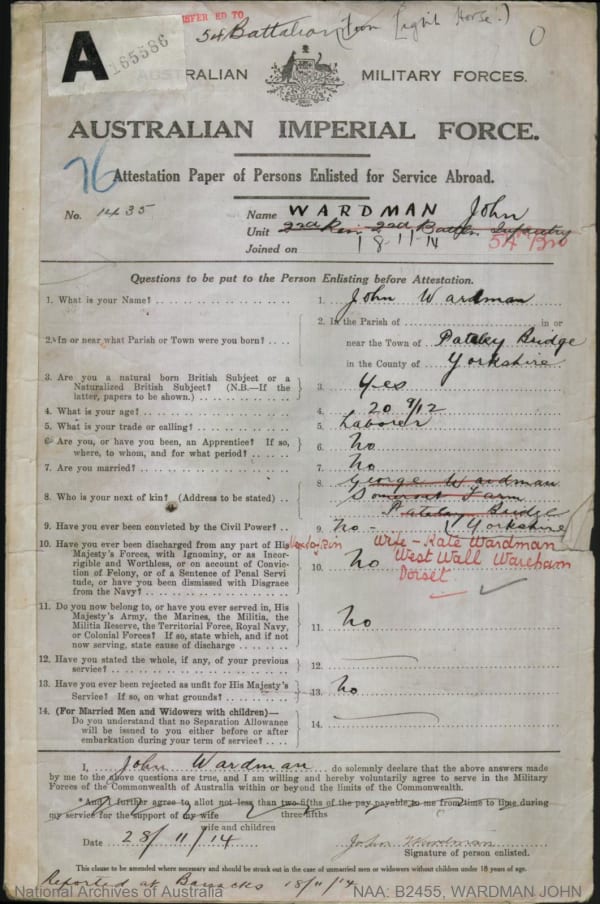 A 165586
TRANSFERRED TO
54 Battalion (from Light Horse.)
AUSTRALIAN MILITARY FORCES.
AUSTRALIAN IMPERIAL FORCE.
76
Attestation Paper of Persons Enlisted for Service Abroad.
No. 1435 Name WARDMAN John
Unit 2nd Rein. 2nd Battn. Infantry 54 Bn
Joined on 18-11-14
Questions to be put to the Person Enlisting before Attestation.
1. What is your Name? 1. John Wardman
2. In or near what Parish or Town were you born? 2. In the Parish of in or
near the Town of Pateley Bridge
in the County of Yorkshire
3. Are you a natural born British Subject or a
Naturalized British Subject? (N.B.—If the
latter, papers to be shown.) 3. Yes
4. What is your age? 4. 20 9/12
5. What is your trade or calling? 5. Laborer
6. Are you, or have you been, an Apprentice? If so,
where, to whom, and for what period? 6. No
7. Are you married? 7. No
8. Who is your next of kin? (Address to be stated) 8. George Wardman
Somerset Farm
Pateley Bridge
Yorkshire
9. Have you ever been convicted by the Civil Power? 9. No -
Wife - Kate Wardman
West Wall Wareham
Dorset
10. Have you ever been discharged from any part of His
Majesty's Forces, with Ignominy, or as Incor-
rigible and Worthless, or on account of Convic-
tion of Felony, or of a Sentence of Penal Servi
tude, or have you been dismissed with Disgrace
from the Navy? 10. No
11. Do you now belong to, or have you ever served in, His
Majesty's Army, the Marines, the Militia, the
Militia Reserve, the Territorial Force, Royal Navy,
or Colonial Forces? If so, state which, and if not
now serving, state cause of discharge 11. No
12. Have you stated the whole, if any, of your previous
service? 12.
13. Have you ever been rejected as unfit for His Majesty's
Service? If so, on what grounds? 13. No
14. (For Married Men and Widowers with children)—
Do you understand that no Separation Allowance
will be issued to you either before or after
embarkation during your term of service? 14.
I, John Wardman do solemnly declare that the above answers made
by me to the above questions are true, and I am willing and hereby voluntarily agree to serve in the Military
Forces of the Commonwealth of Australia within or beyond the limits of the Commonwealth.
*And I further agree to allot not less than two-fifths of the pay payable to me from time to time during
my service for the support of my wife three fifths
wife and children
Date 28/11/14 John Wardman
Signature of person enlisted.
This clause to be amended where necessary and should be struck out in the case of unmarried men or widowers without children under 18 years of age.
Reported at Barracks 18/11/14
National Archives of Australia NAA: B2455, WARDMAN JOHN